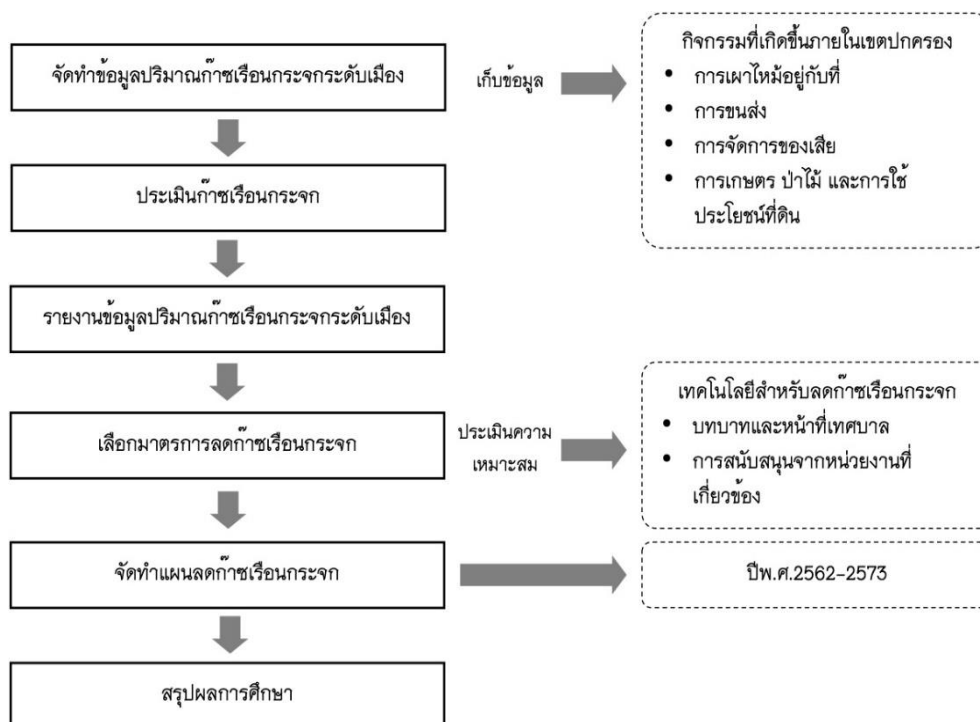 จัดทำข้อมูลปริมาณก๊าซเรือนกระจกระดับเมือง
เก็บข้อมูล
กิจกรรมที่เกิดขึ้นภายในเขตปกครอง
• การเผาไหม้อยู่กับที่
• การขนส่ง
• การจัดการของเสีย
• การเกษตร ป่าไม้ และการใช้
ประโยชน์ที่ดิน
ประเมินก๊าซเรือนกระจก
รายงานข้อมูลปริมาณก๊าซเรือนกระจกระดับเมือง
เลือกมาตรการลดก๊าซเรือนกระจก
ประเมินความ
เหมาะสม
เทคโนโลยีสำหรับลดก๊าซเรือนกระจก
• บทบาทและหน้าที่เทศบาล
• การสนับสนุนจากหน่วยงานที่
เกี่ยวข้อง
จัดทำแผนลดก๊าซเรือนกระจก
ปีพ.ศ.2562-2573
สรุปผลการศึกษา